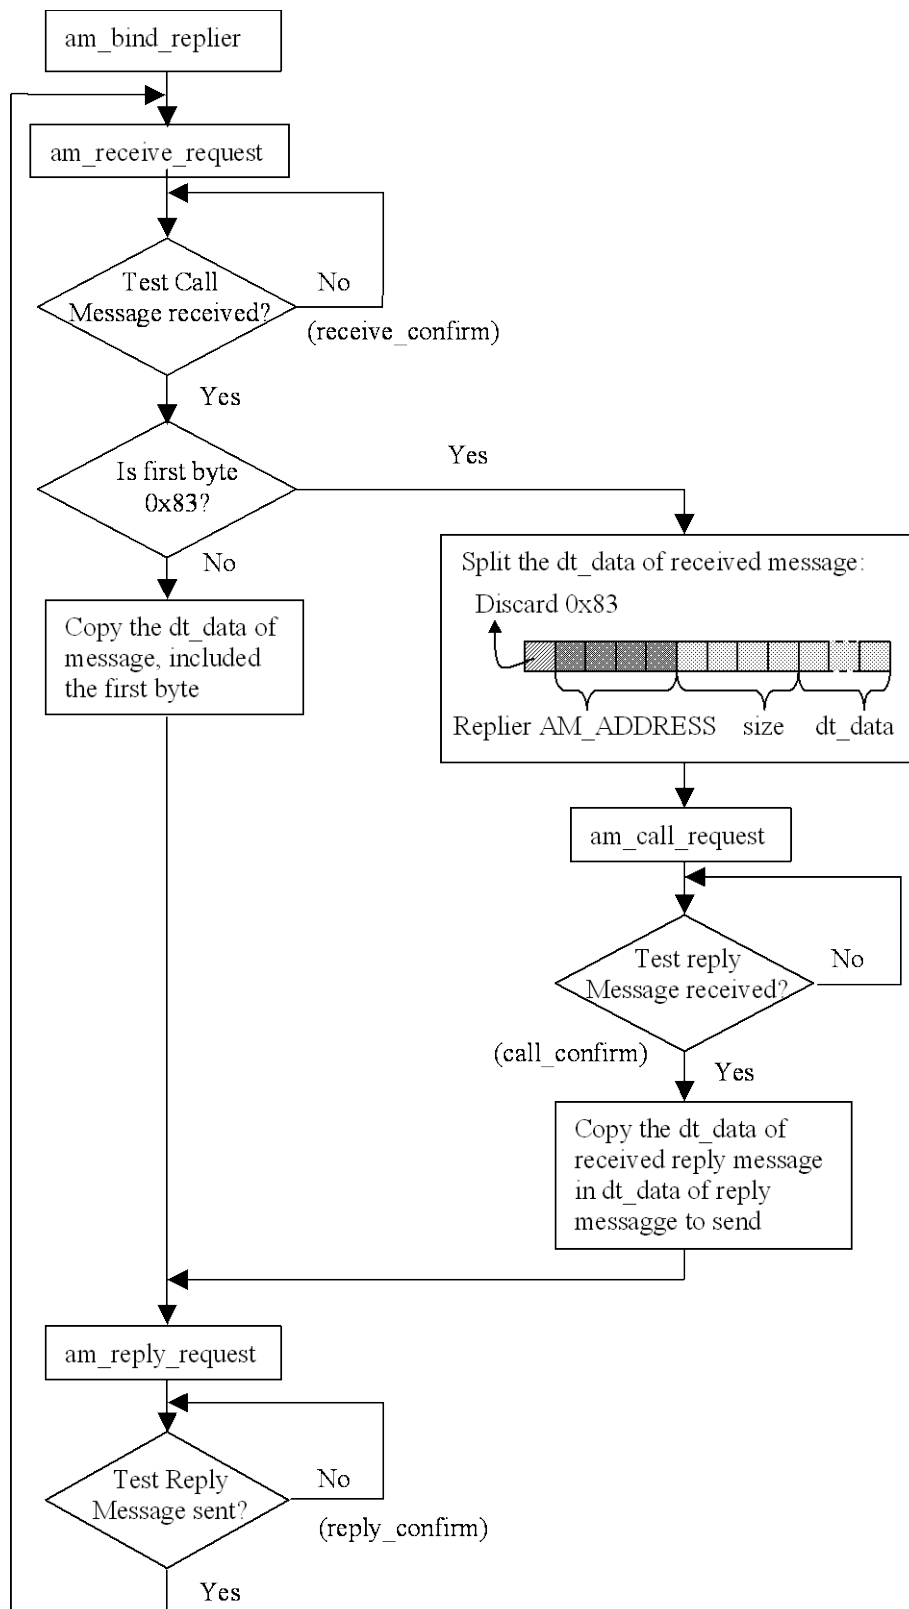 am_bind_replier
am_receive_request
Test Call
Message received?
No
(receive_confirm)
Yes
Is first byte
0x83?
Yes
No
Copy the dt_data of
message, included
the first byte
Split the dt_data of received message:
Discard 0x83
Replier AM_ADDRESS size dt_data
am_call_request
Test reply
Message received?
No
(call_confirm)
Yes
Copy the dt_data of
received reply message
in dt_data of reply
messagge to send
am_reply_request
Test Reply
Message sent?
No
(reply_confirm)
Yes